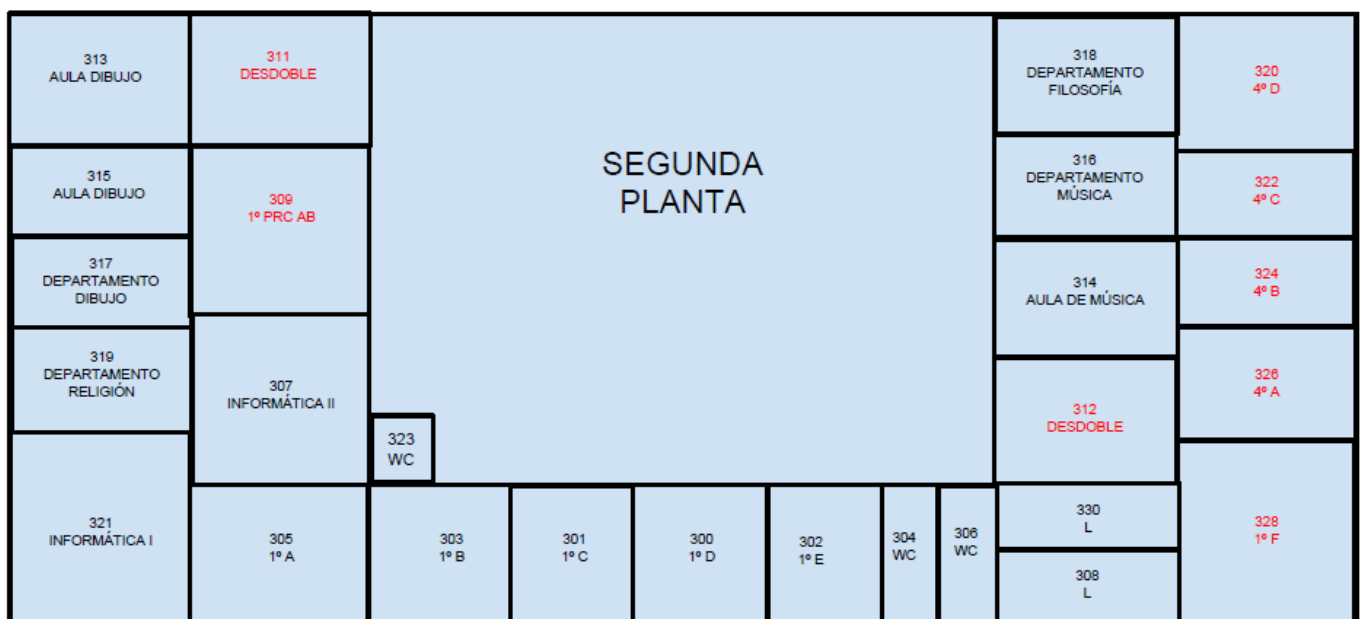 313
AULA DIBUJO
311
DESDOBLE
318
DEPARTAMENTO
FILOSOFÍA
320
4º D
SEGUNDA
PLANTA
315
AULA DIBUJO
309
1º PRC AB
316
DEPARTAMENTO
MÚSICA
322
4º C
317
DEPARTAMENTO
DIBUJO
314
AULA DE MÚSICA
324
4º B
319
DEPARTAMENTO
RELIGIÓN
307
INFORMÁTICA II
323
WC
312
DESDOBLE
326
4º A
321
INFORMÁTICA I
305
1º A
303
1º B
301
1º C
300
1º D
302
1º E
304
WC
306
WC
330
L
308
L
328
1º F